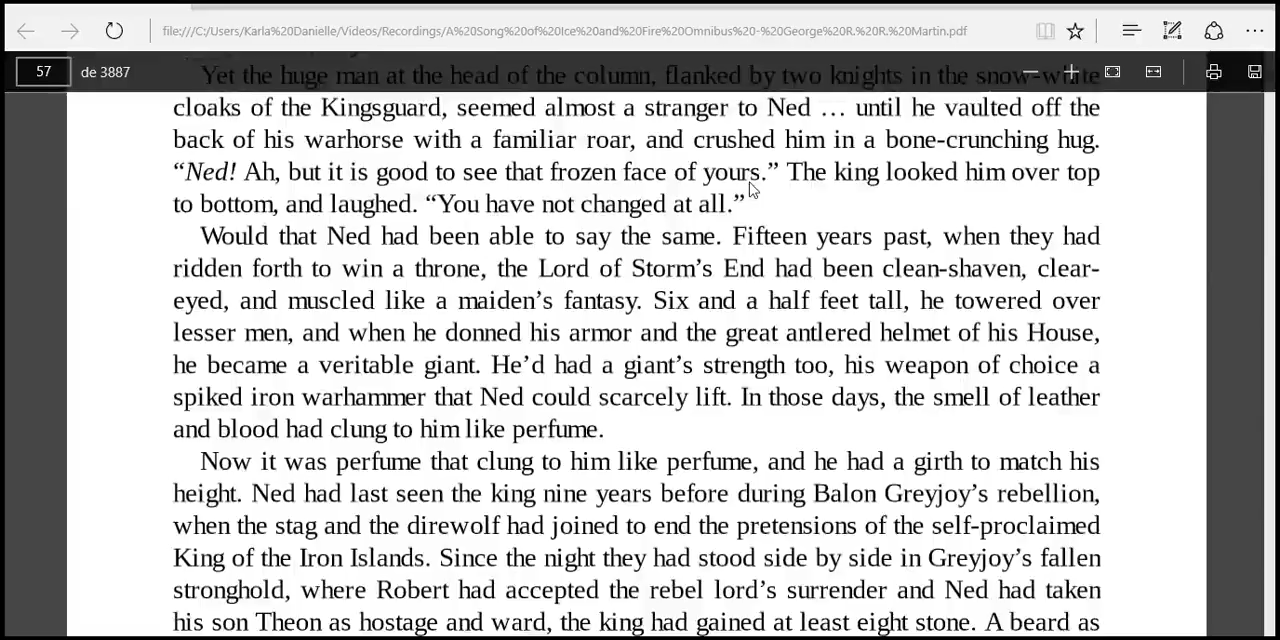 file:///C:/Users/Karla%20Danielle/Videos/Recordings/A%20Song%20of%20Ice%20and%20Fire%20Omnibus%20-%20George%20R.%20R.%20Martin.pdf
57 de 3887
Yet the huge man at the head of the column, flanked by two knights in the snow-white
cloaks of the Kingsguard, seemed almost a stranger to Ned … until he vaulted off the
back of his warhorse with a familiar roar, and crushed him in a bone-crunching hug.
“Ned! Ah, but it is good to see that frozen face of yours.” The king looked him over top
to bottom, and laughed. “You have not changed at all.”
Would that Ned had been able to say the same. Fifteen years past, when they had
ridden forth to win a throne, the Lord of Storm’s End had been clean-shaven, clear-
eyed, and muscled like a maiden’s fantasy. Six and a half feet tall, he towered over
lesser men, and when he donned his armor and the great antlered helmet of his House,
he became a veritable giant. He’d had a giant’s strength too, his weapon of choice a
spiked iron warhammer that Ned could scarcely lift. In those days, the smell of leather
and blood had clung to him like perfume.
Now it was perfume that clung to him like perfume, and he had a girth to match his
height. Ned had last seen the king nine years before during Balon Greyjoy’s rebellion,
when the stag and the direwolf had joined to end the pretensions of the self-proclaimed
King of the Iron Islands. Since the night they had stood side by side in Greyjoy’s fallen
stronghold, where Robert had accepted the rebel lord’s surrender and Ned had taken
his son Theon as hostage and ward, the king had gained at least eight stone. A beard as